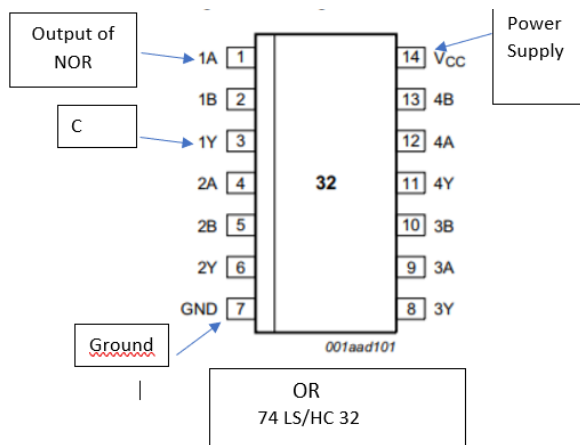 Output of
NOR
Power
Supply
1A 1
14 VCC
1B 2
13 4B
C
1Y 3
12 4A
2A 4
32
11 4Y
2B 5
10 3B
2Y 6
9 3A
GND 7
8 3Y
Ground
001aad101
OR
74 LS/HC 32